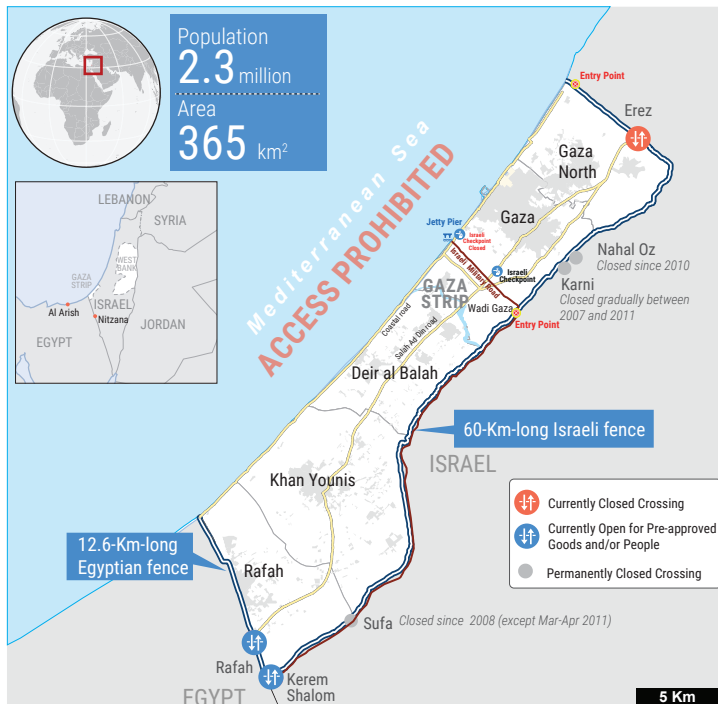 Population
2.3 million
Area
365 km²
Mediterranean Sea
ACCESS PROHIBITED
Entry Point
Erez
Gaza
North
Gaza
Jetty Pier
Israeli
Checkpoint
Closed
Israeli Military Road
Israeli
Checkpoint
Nahal Oz
Closed since 2010
Karni
Closed gradually between
2007 and 2011
GAZA
STRIP
Wadi Gaza
Entry Point
Coastal road
Salah Ad Din road
Deir al Balah
LEBANON
SYRIA
WEST
BANK
GAZA
STRIP
ISRAEL
Al Arish
Nitzana
JORDAN
EGYPT
60-Km-long Israeli fence
ISRAEL
Khan Younis
12.6-Km-long
Egyptian fence
Rafah
Currently Closed Crossing
Currently Open for Pre-approved
Goods and/or People
Permanently Closed Crossing
Sufa Closed since 2008 (except Mar-Apr 2011)
Rafah
Kerem
Shalom
EGYPT
5 Km